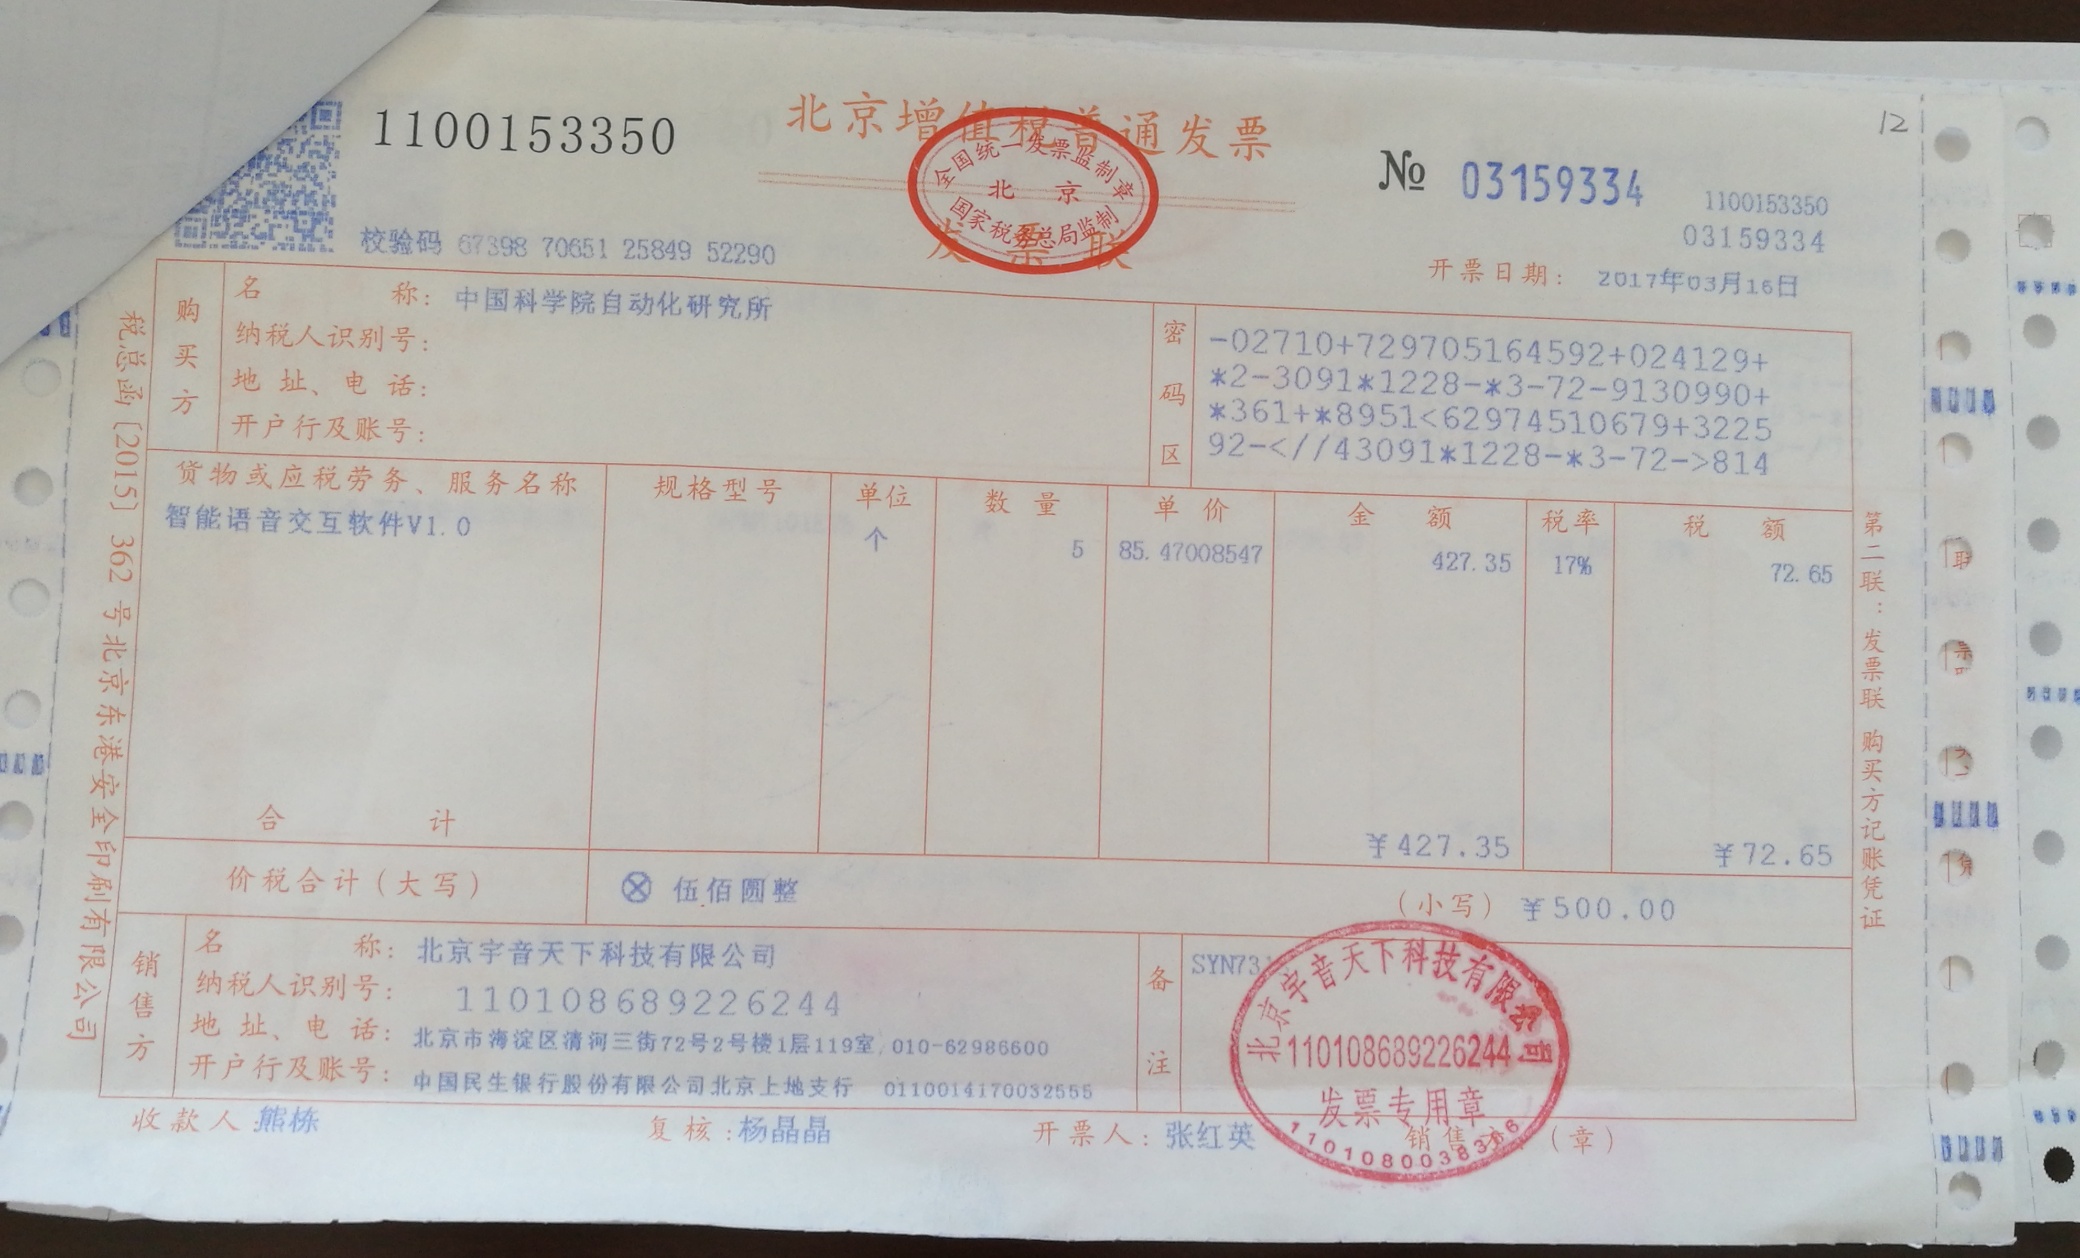 1100153350
北京增值税普通发票
全国统一发票监制章
北京
国家税务总局监制
发票联
12
№ 03159334
1100153350
03159334
校验码 67398 70651 25849 52290
开票日期: 2017年03月16日
购买方
名称: 中国科学院自动化研究所
纳税人识别号:
地址、电话:
开户行及账号:
密码区
-02710+729705164592+024129+
*2-3091*1228-*3-72-9130990+
*361+*8951<62974510679+3225
92-<//43091*1228-*3-72->814
货物或应税劳务、服务名称 规格型号 单位 数量 单价 金额 税率 税额
智能语音交互软件V1.0 个 5 85.47008547 427.35 17% 72.65
合计 ¥427.35 ¥72.65
价税合计(大写) ⊗ 伍佰圆整 (小写) ¥500.00
销售方
名称: 北京宇音天下科技有限公司
纳税人识别号: 110108689226244
地址、电话: 北京市海淀区清河三街72号2号楼1层119室 010-62986600
开户行及账号: 中国民生银行股份有限公司北京上地支行 0110014170032555
备注
SYN73
北京宇音天下科技有限公司
110108689226244
发票专用章
收款人:熊栋 复核:杨晶晶 开票人:张红英 销售方:(章)
税总函[2015]362号北京东港安全印刷有限公司
第二联:发票联 购买方记账凭证